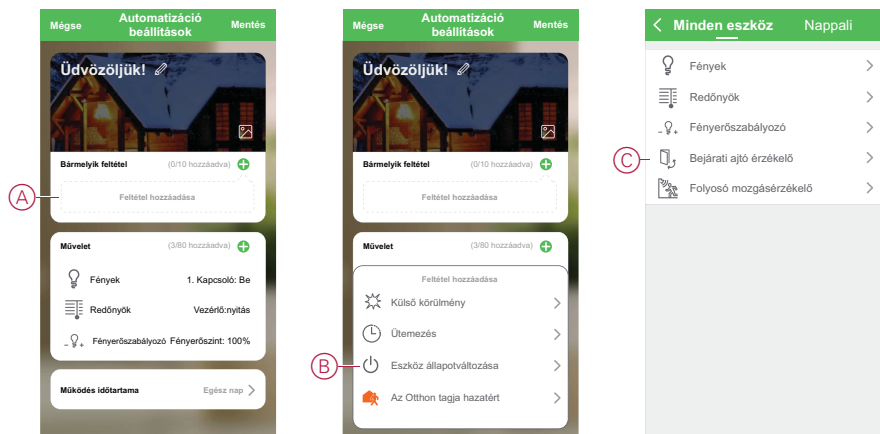 Mégse Automatizáció beállítások Mentés
Üdvözöljük!
Bármelyik feltétel (0/10 hozzáadva)
A Feltétel hozzáadása
Művelet (3/80 hozzáadva)
Fények 1. Kapcsoló: Be
Redőnyök Vezérlő:nyitás
Fényerőszabályozó Fényerőszint: 100%
Működés időtartama Egész nap
Mégse Automatizáció beállítások Mentés
Üdvözöljük!
Bármelyik feltétel (0/10 hozzáadva)
Feltétel hozzáadása
Művelet (3/80 hozzáadva)
Feltétel hozzáadása
Külső körülmény
Ütemezés
B Eszköz állapotváltozása
Az Otthon tagja hazatért
Minden eszköz Nappali
Fények
Redőnyök
Fényerőszabályozó
C Bejárati ajtó érzékelő
Folyosó mozgásérzékelő